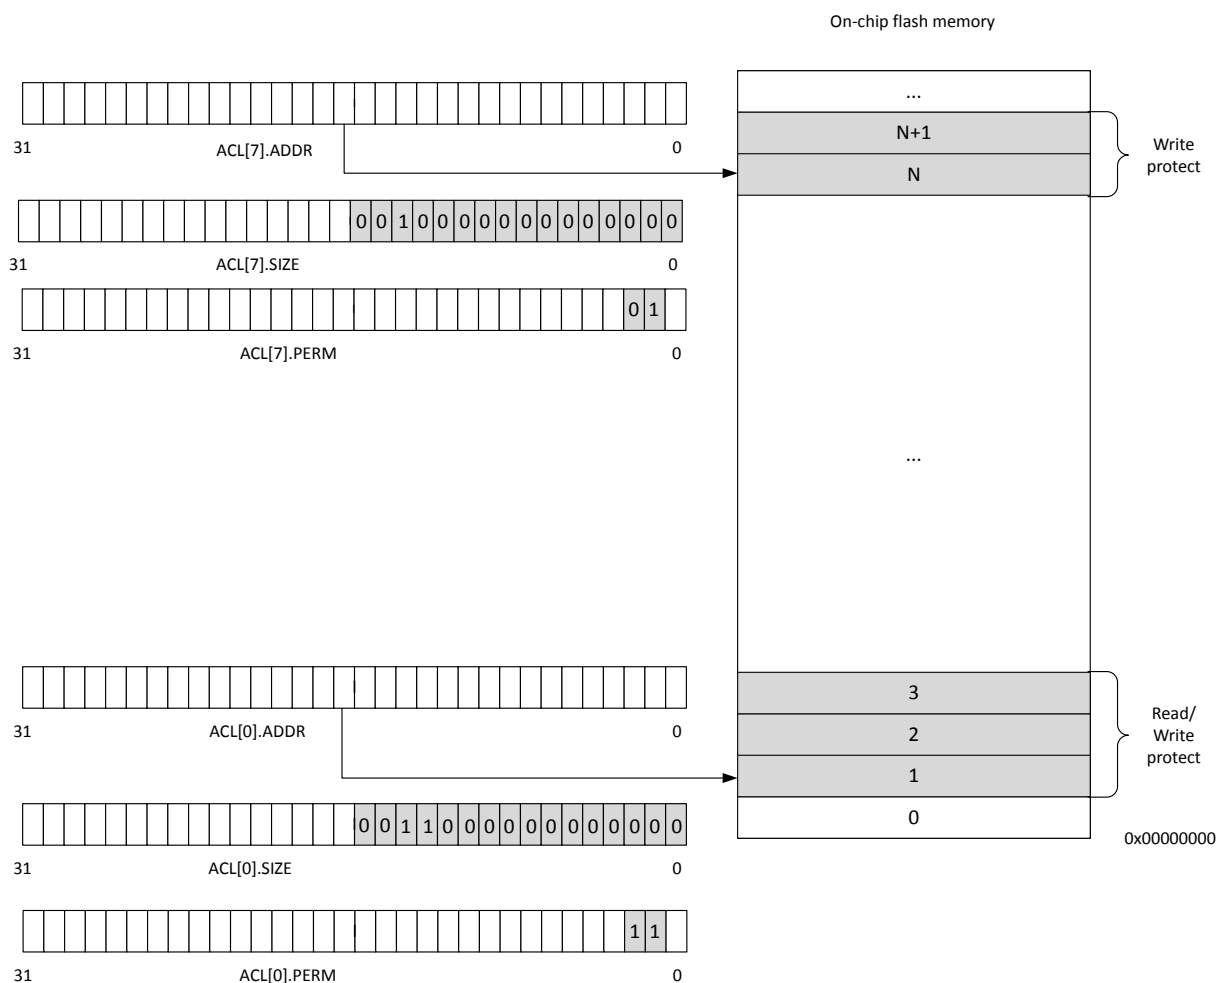 On-chip flash memory
...
N+1
N
Write
protect
31
ACL[7].ADDR
0
0 0 1 0 0 0 0 0 0 0 0 0 0 0 0 0
31
ACL[7].SIZE
0
0 1
31
ACL[7].PERM
0
...
31
ACL[0].ADDR
0
3
2
1
0
Read/
Write
protect
0x00000000
0 0 1 1 0 0 0 0 0 0 0 0 0 0 0 0
31
ACL[0].SIZE
0
1 1
31
ACL[0].PERM
0